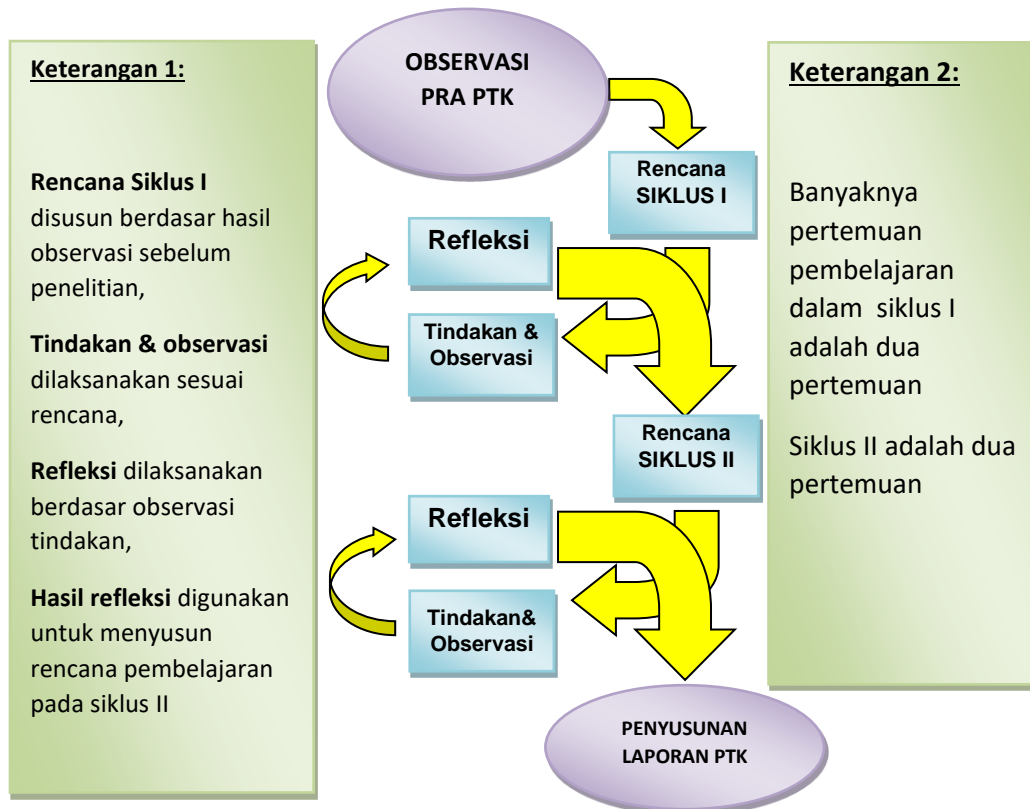 Keterangan 1:
Rencana Siklus I
disusun berdasar hasil
observasi sebelum
penelitian,
Tindakan & observasi
dilaksanakan sesuai
rencana,
Refleksi dilaksanakan
berdasar observasi
tindakan,
Hasil refleksi digunakan
untuk menyusun
rencana pembelajaran
pada siklus II
OBSERVASI
PRA PTK
Rencana
SIKLUS I
Refleksi
Tindakan &
Observasi
Rencana
SIKLUS II
Refleksi
Tindakan&
Observasi
PENYUSUNAN
LAPORAN PTK
Keterangan 2:
Banyaknya
pertemuan
pembelajaran
dalam siklus I
adalah dua
pertemuan
Siklus II adalah dua
pertemuan